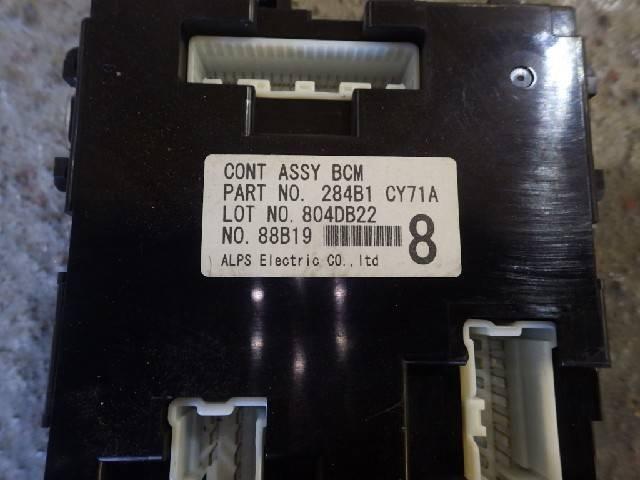 CONT ASSY BCM
PART NO. 284B1 CY71A
LOT NO. 804DB22
NO. 88B19 8
ALPS Electric CO.,ltd